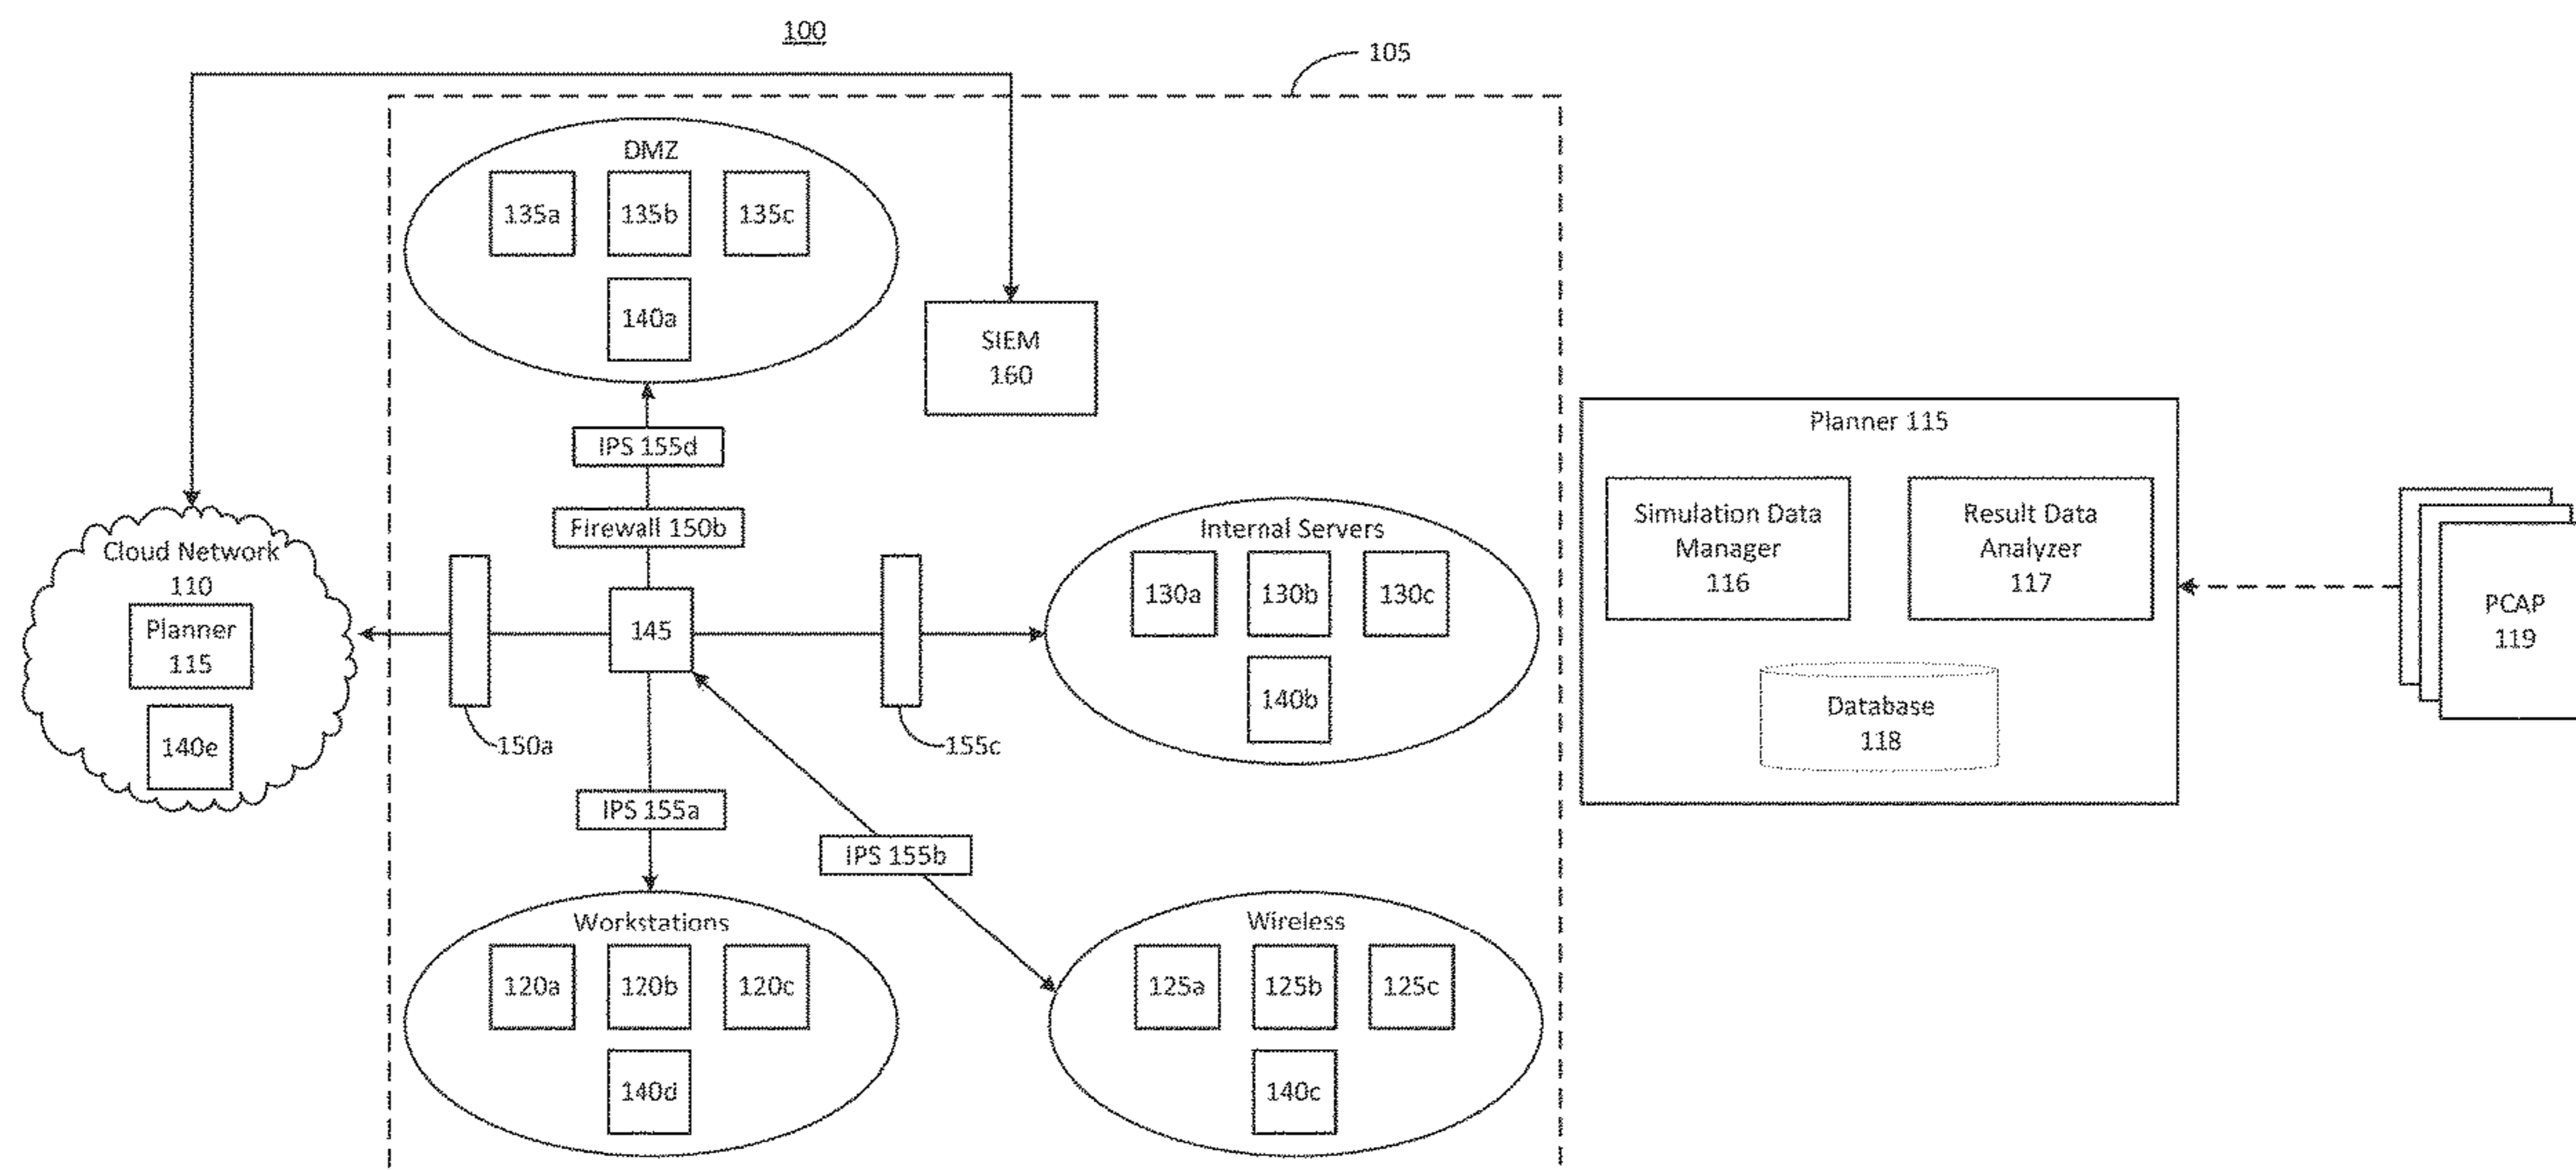 100
105
DMZ
135a
135b
135c
140a
SIEM
160
IPS 155d
Firewall 150b
Cloud Network
110
Planner
115
140e
150a
145
155c
Internal Servers
130a
130b
130c
140b
IPS 155a
IPS 155b
Workstations
120a
120b
120c
140d
Wireless
125a
125b
125c
140c
Planner 115
Simulation Data
Manager
116
Result Data
Analyzer
117
Database
118
PCAP
119